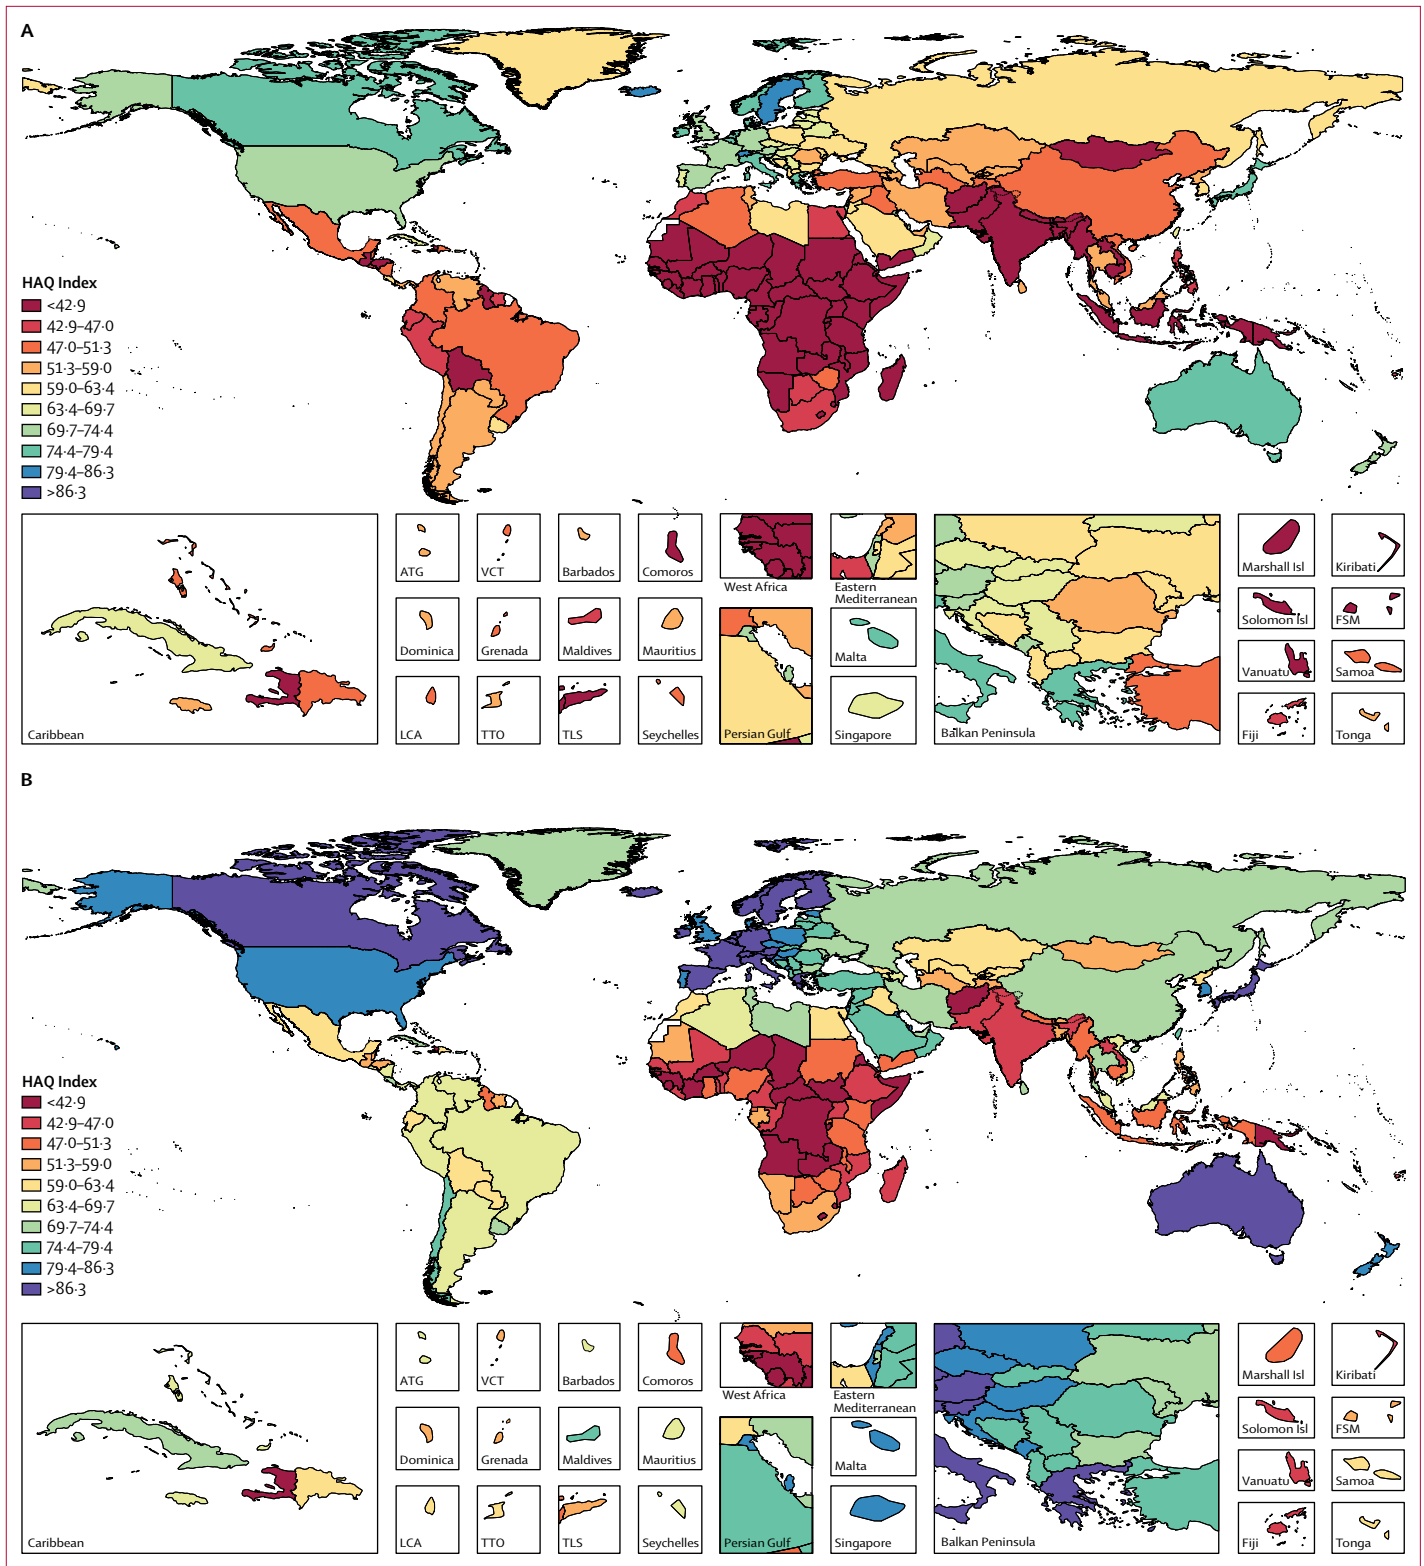 A
HAQ Index
<42·9
42·9–47·0
47·0–51·3
51·3–59·0
59·0–63·4
63·4–69·7
69·7–74·4
74·4–79·4
79·4–86·3
>86·3
Caribbean
ATG
VCT
Barbados
Comoros
Dominica
Grenada
Maldives
Mauritius
LCA
TTO
TLS
Seychelles
West Africa
Eastern
Mediterranean
Persian Gulf
Malta
Singapore
Balkan Peninsula
Marshall Isl
Kiribati
Solomon Isl
FSM
Vanuatu
Samoa
Fiji
Tonga
B
HAQ Index
<42·9
42·9–47·0
47·0–51·3
51·3–59·0
59·0–63·4
63·4–69·7
69·7–74·4
74·4–79·4
79·4–86·3
>86·3
Caribbean
ATG
VCT
Barbados
Comoros
Dominica
Grenada
Maldives
Mauritius
LCA
TTO
TLS
Seychelles
West Africa
Eastern
Mediterranean
Persian Gulf
Malta
Singapore
Balkan Peninsula
Marshall Isl
Kiribati
Solomon Isl
FSM
Vanuatu
Samoa
Fiji
Tonga